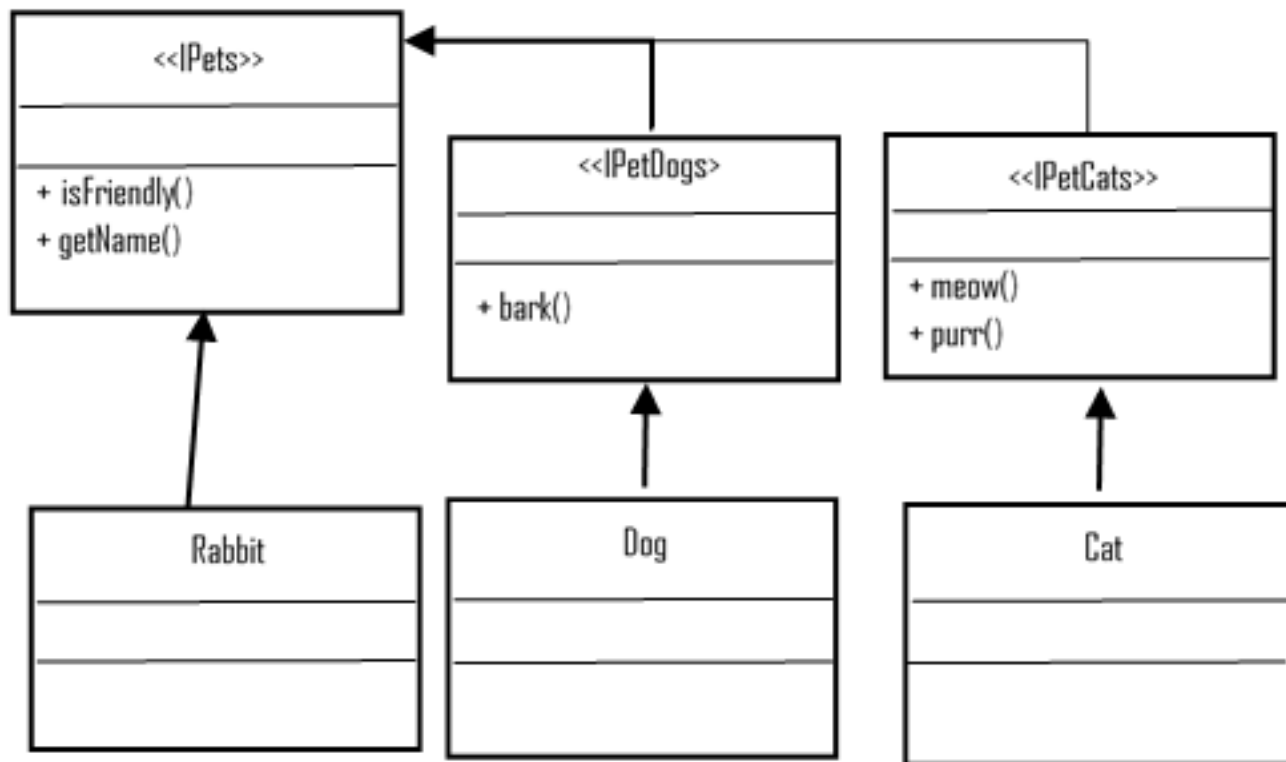 <<IPets>>
+ isFriendly()
+ getName()
<<IPetDogs>
+ bark()
<<IPetCats>>
+ meow()
+ purr()
Rabbit
Dog
Cat